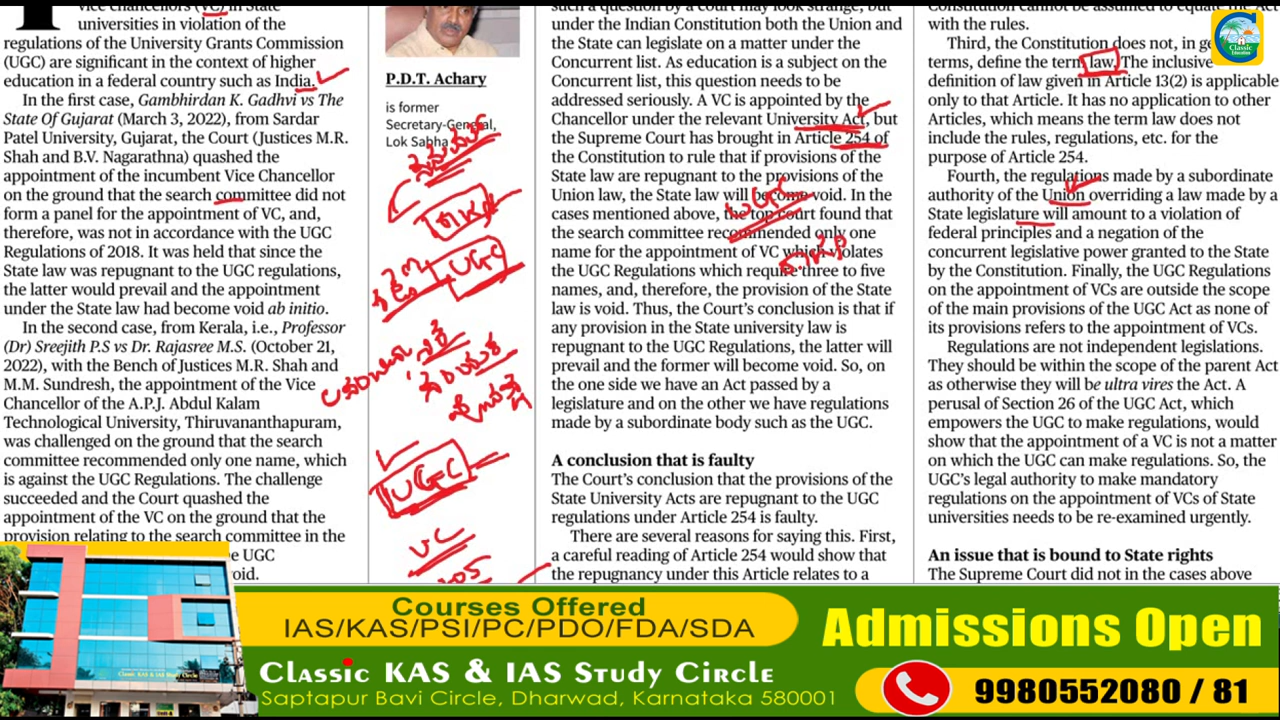 vice chancellors (VC) in State
universities in violation of the
regulations of the University Grants Commission
(UGC) are significant in the context of higher
education in a federal country such as India.
In the first case, Gambhirdan K. Gadhvi vs The
State Of Gujarat (March 3, 2022), from Sardar
Patel University, Gujarat, the Court (Justices M.R.
Shah and B.V. Nagarathna) quashed the
appointment of the incumbent Vice Chancellor
on the ground that the search committee did not
form a panel for the appointment of VC, and,
therefore, was not in accordance with the UGC
Regulations of 2018. It was held that since the
State law was repugnant to the UGC regulations,
the latter would prevail and the appointment
under the State law had become void ab initio.
In the second case, from Kerala, i.e., Professor
(Dr) Sreejith P.S vs Dr. Rajasree M.S. (October 21,
2022), with the Bench of Justices M.R. Shah and
M.M. Sundresh, the appointment of the Vice
Chancellor of the A.P.J. Abdul Kalam
Technological University, Thiruvananthapuram,
was challenged on the ground that the search
committee recommended only one name, which
is against the UGC Regulations. The challenge
succeeded and the Court quashed the
appointment of the VC on the ground that the
provision relating to the search committee in the
UGC
void.
P.D.T. Achary
is former
Secretary-General,
Lok Sabha
UGC
UGC
VC
such a question by a court may look strange, but
under the Indian Constitution both the Union and
the State can legislate on a matter under the
Concurrent list. As education is a subject on the
Concurrent list, this question needs to be
addressed seriously. A VC is appointed by the
Chancellor under the relevant University Act, but
the Supreme Court has brought in Article 254 of
the Constitution to rule that if provisions of the
State law are repugnant to the provisions of the
Union law, the State law will become void. In the
cases mentioned above, the top court found that
the search committee recommended only one
name for the appointment of VC which violates
the UGC Regulations which require three to five
names, and, therefore, the provision of the State
law is void. Thus, the Court's conclusion is that if
any provision in the State university law is
repugnant to the UGC Regulations, the latter will
prevail and the former will become void. So, on
the one side we have an Act passed by a
legislature and on the other we have regulations
made by a subordinate body such as the UGC.
A conclusion that is faulty
The Court's conclusion that the provisions of the
State University Acts are repugnant to the UGC
regulations under Article 254 is faulty.
There are several reasons for saying this. First,
a careful reading of Article 254 would show that
the repugnancy under this Article relates to a
Constitution cannot be assumed to equate the Act
with the rules.
Third, the Constitution does not, in
terms, define the term law. The inclusive
definition of law given in Article 13(2) is applicable
only to that Article. It has no application to other
Articles, which means the term law does not
include the rules, regulations, etc. for the
purpose of Article 254.
Fourth, the regulations made by a subordinate
authority of the Union overriding a law made by a
State legislature will amount to a violation of
federal principles and a negation of the
concurrent legislative power granted to the State
by the Constitution. Finally, the UGC Regulations
on the appointment of VCs are outside the scope
of the main provisions of the UGC Act as none of
its provisions refers to the appointment of VCs.
Regulations are not independent legislations.
They should be within the scope of the parent Act
as otherwise they will be ultra vires the Act. A
perusal of Section 26 of the UGC Act, which
empowers the UGC to make regulations, would
show that the appointment of a VC is not a matter
on which the UGC can make regulations. So, the
UGC's legal authority to make mandatory
regulations on the appointment of VCs of State
universities needs to be re-examined urgently.
An issue that is bound to State rights
The Supreme Court did not in the cases above
Classic
Education
Courses Offered
IAS/KAS/PSI/PC/PDO/FDA/SDA
Classic KAS & IAS Study Circle
Saptapur Bavi Circle, Dharwad, Karnataka 580001
Admissions Open
9980552080 / 81